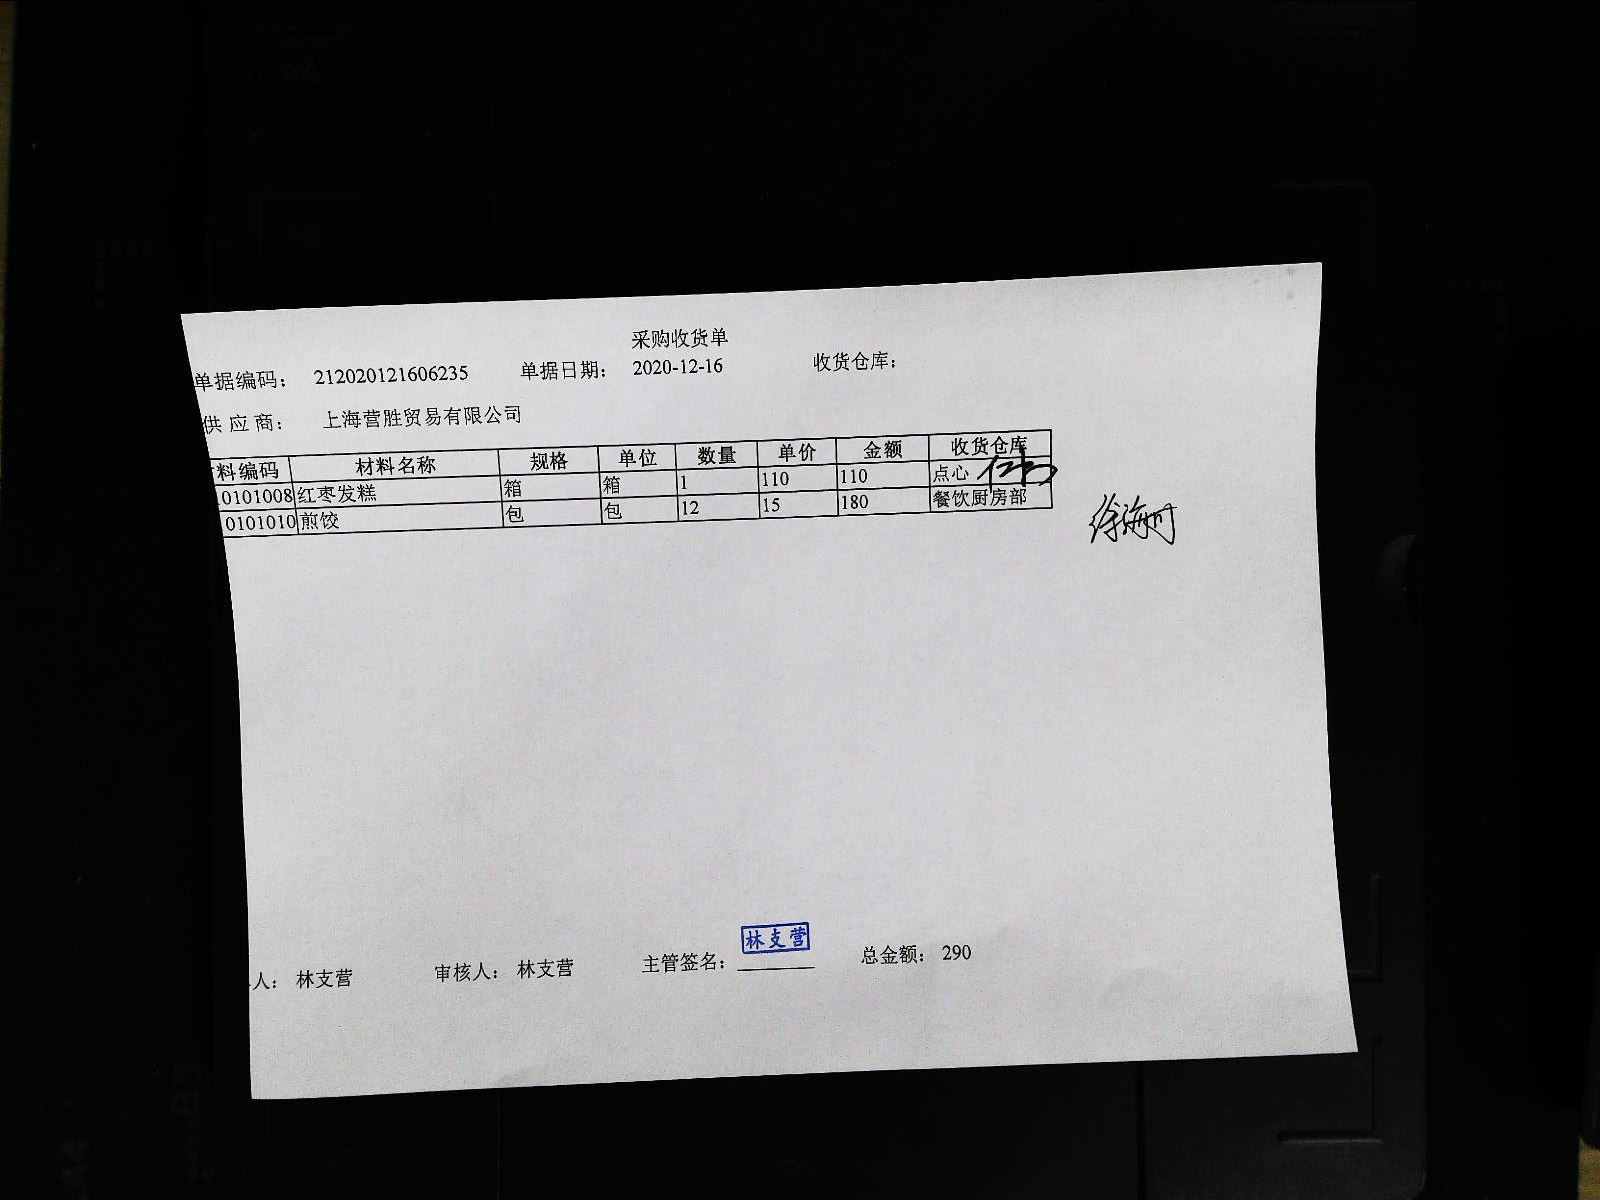 采购收货单
单据编码： 212020121606235 单据日期： 2020-12-16 收货仓库：
供应商： 上海营胜贸易有限公司
料编码 材料名称 规格 单位 数量 单价 金额 收货仓库
0101008 红枣发糕 箱 箱 1 110 110 点心
0101010 煎饺 包 包 12 15 180 餐饮厨房部
林支营
人： 林支营 审核人： 林支营 主管签名： 总金额： 290